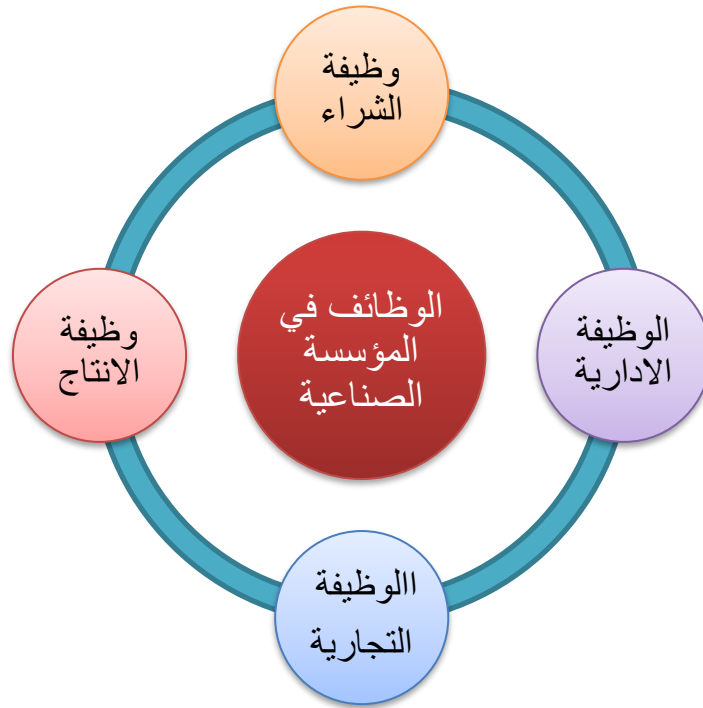 وظيفة
الشراء
الوظيفة
الادارية
االوظيفة
التجارية
وظيفة
الانتاج
الوظائف في
المؤسسة
الصناعية